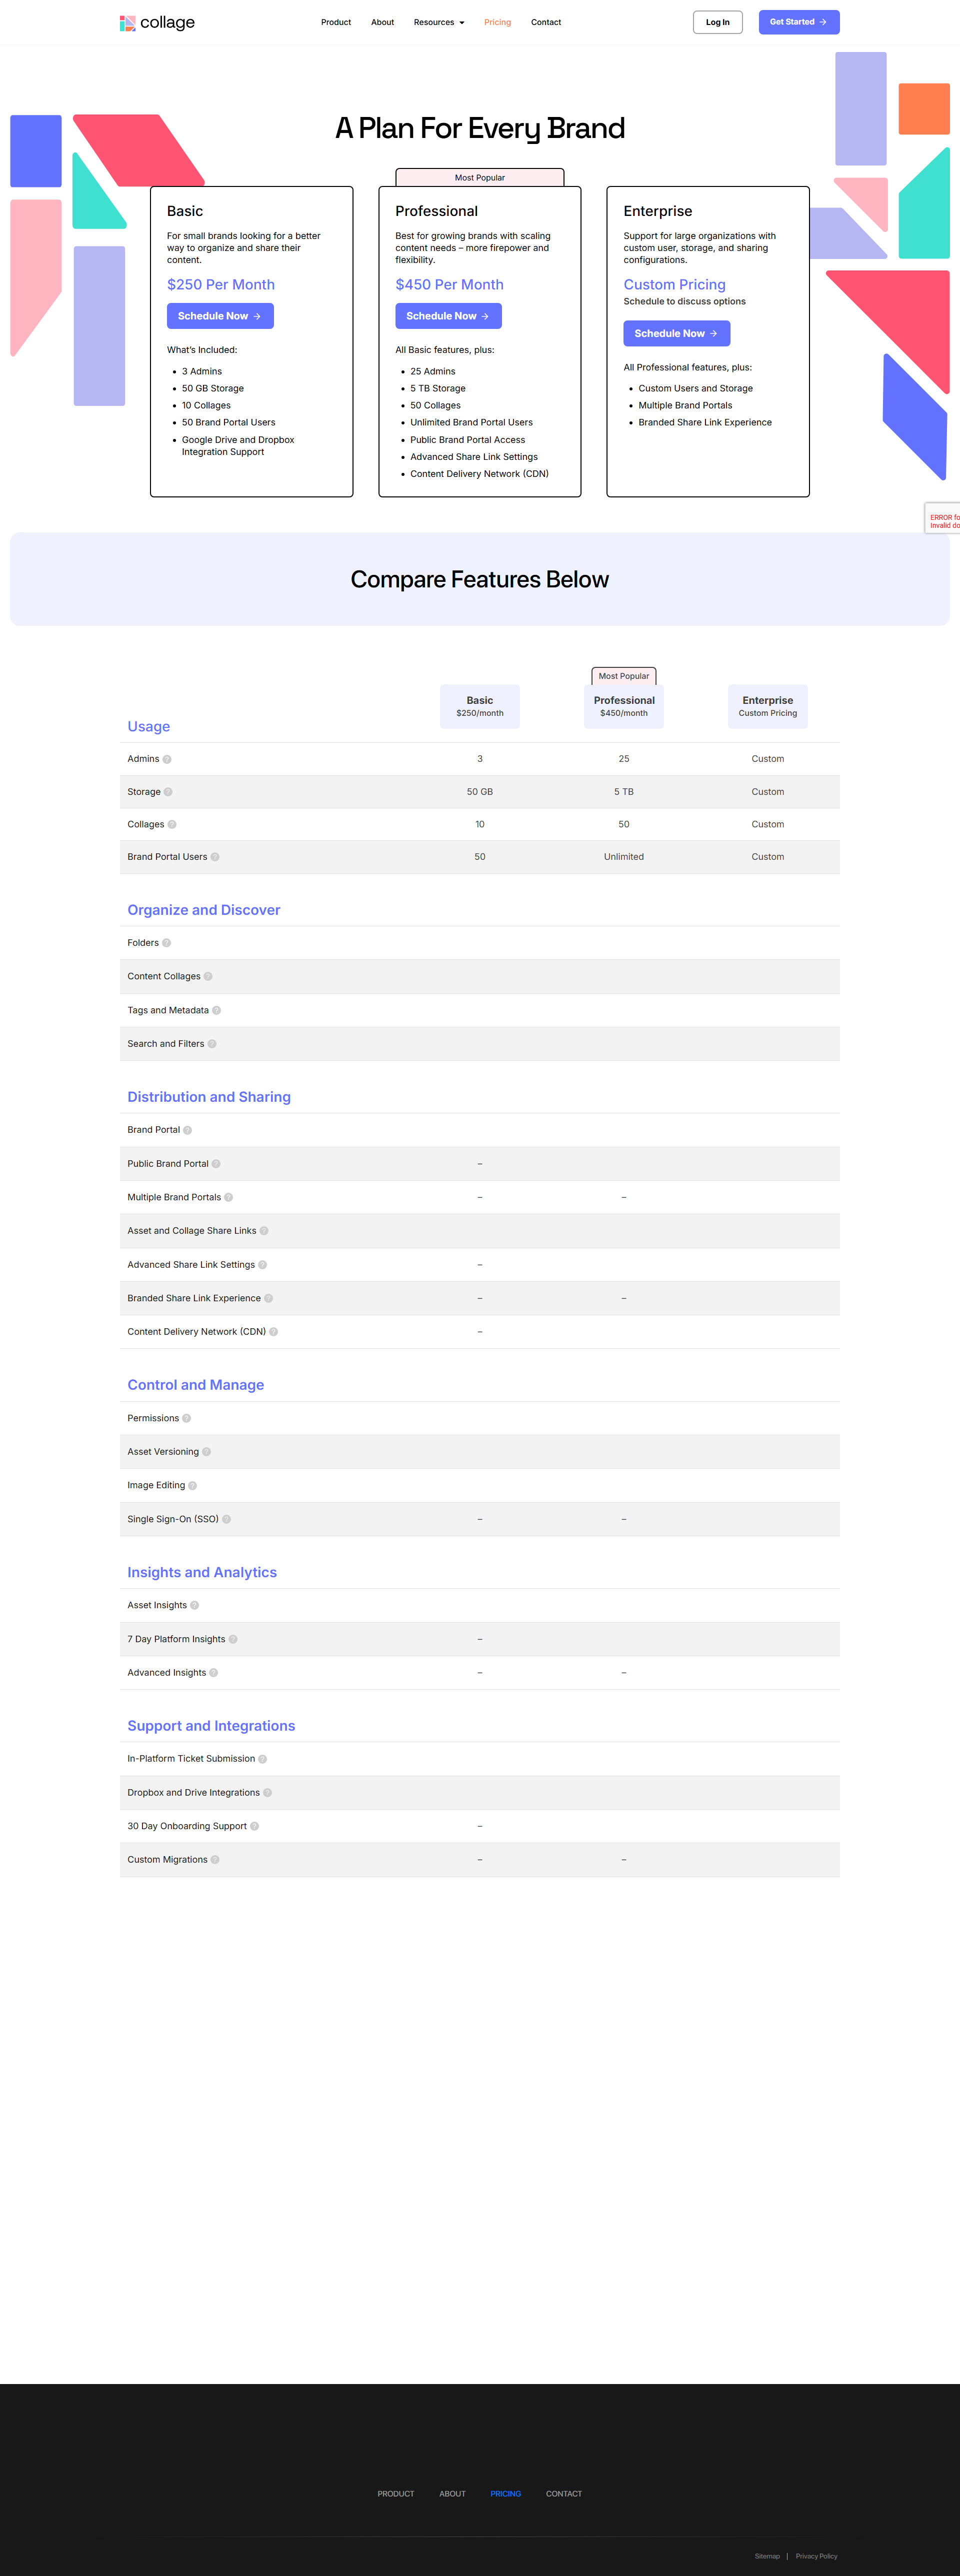 collage
Product
About
Resources
Pricing
Contact
Log In
Get Started
A Plan For Every Brand
Basic
For small brands looking for a better
way to organize and share their
content.
$250 Per Month
Schedule Now
What's Included:
3 Admins
50 GB Storage
10 Collages
50 Brand Portal Users
Google Drive and Dropbox
Integration Support
Most Popular
Professional
Best for growing brands with scaling
content needs – more firepower and
flexibility.
$450 Per Month
Schedule Now
All Basic features, plus:
25 Admins
5 TB Storage
50 Collages
Unlimited Brand Portal Users
Public Brand Portal Access
Advanced Share Link Settings
Content Delivery Network (CDN)
Enterprise
Support for large organizations with
custom user, storage, and sharing
configurations.
Custom Pricing
Schedule to discuss options
Schedule Now
All Professional features, plus:
Custom Users and Storage
Multiple Brand Portals
Branded Share Link Experience
ERROR fo
Invalid do
Compare Features Below
Usage
Basic
$250/month
Most Popular
Professional
$450/month
Enterprise
Custom Pricing
Admins ? 3 25 Custom
Storage ? 50 GB 5 TB Custom
Collages ? 10 50 Custom
Brand Portal Users ? 50 Unlimited Custom
Organize and Discover
Folders ?
Content Collages ?
Tags and Metadata ?
Search and Filters ?
Distribution and Sharing
Brand Portal ?
Public Brand Portal ? –
Multiple Brand Portals ? – –
Asset and Collage Share Links ?
Advanced Share Link Settings ? –
Branded Share Link Experience ? – –
Content Delivery Network (CDN) ? –
Control and Manage
Permissions ?
Asset Versioning ?
Image Editing ?
Single Sign-On (SSO) ? – –
Insights and Analytics
Asset Insights ?
7 Day Platform Insights ? –
Advanced Insights ? – –
Support and Integrations
In-Platform Ticket Submission ?
Dropbox and Drive Integrations ?
30 Day Onboarding Support ? –
Custom Migrations ? – –
PRODUCT
ABOUT
PRICING
CONTACT
Sitemap | Privacy Policy